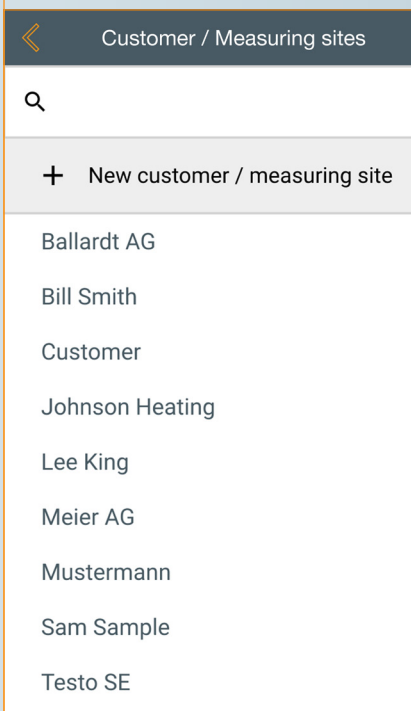 Customer / Measuring sites
New customer / measuring site
Ballardt AG
Bill Smith
Customer
Johnson Heating
Lee King
Meier AG
Mustermann
Sam Sample
Testo SE